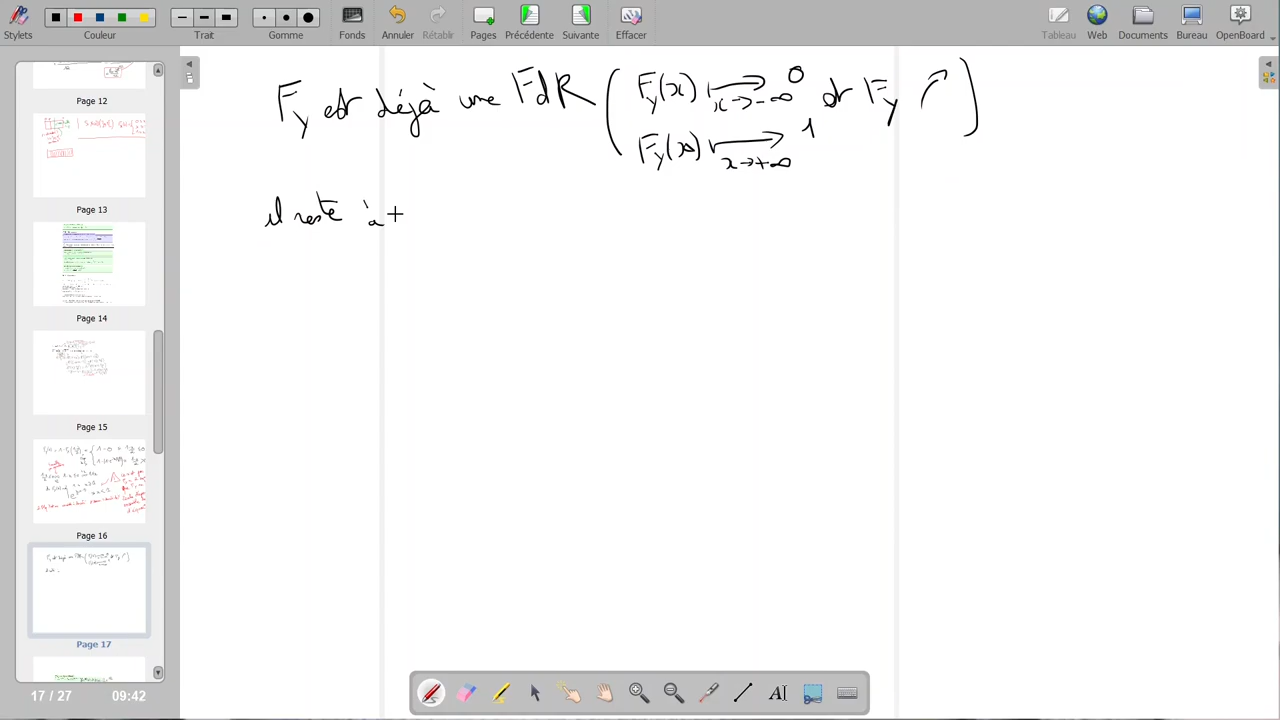 Stylets Couleur Trait Gomme Fonds Annuler Rétablir Pages Précédente Suivante Effacer Tableau Web Documents Bureau OpenBoard
F_y est déjà une FdR ( F_y(x) ⟼ 0 x→-∞ et F_y ↗ )
F_y(x) ⟼ 1 x→+∞
il reste à +
Page 12
Page 13
Page 14
Page 15
Page 16
Page 17
17 / 27 09:42